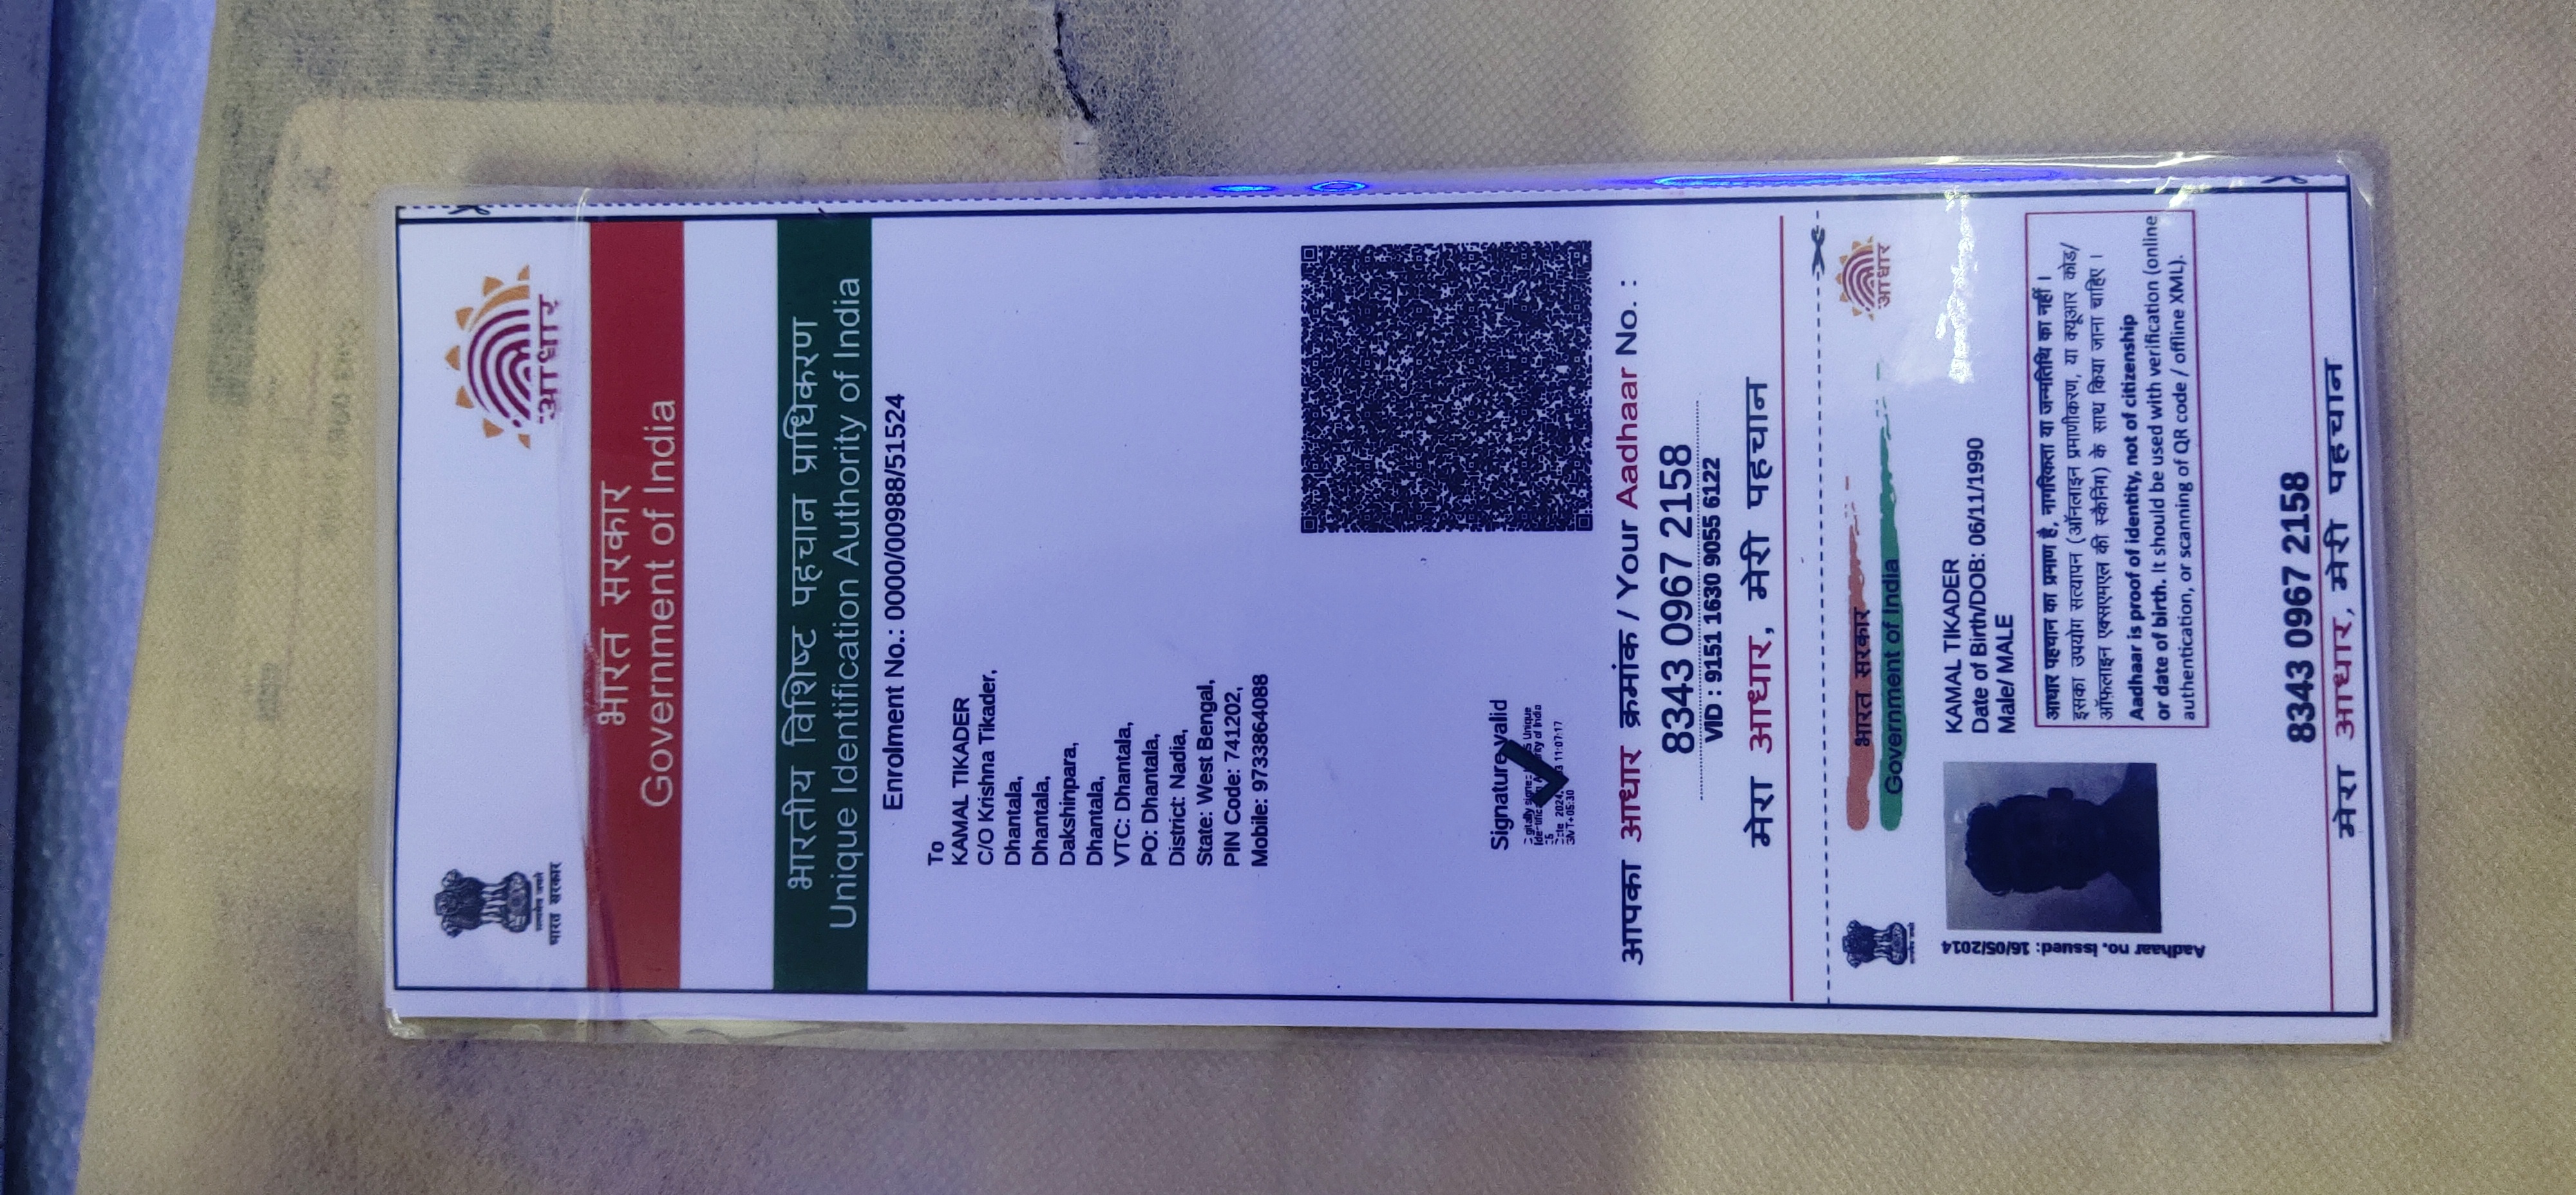 आधार
सत्यमेव जयते
भारत सरकार
भारत सरकार
Government of India
भारतीय विशिष्ट पहचान प्राधिकरण
Unique Identification Authority of India
Enrolment No.: 0000/00988/51524
To
KAMAL TIKADER
C/O Krishna Tikader,
Dhantala,
Dhantala,
Dakshinpara,
Dhantala,
VTC: Dhantala,
PO: Dhantala,
District: Nadia,
State: West Bengal,
PIN Code: 741202,
Mobile: 9733864088
Signature valid
आपका आधार क्रमांक / Your Aadhaar No. :
8343 0967 2158
VID : 9151 1630 9055 6122
मेरा आधार, मेरी पहचान
आधार
भारत सरकार
Government of India
Aadhaar no. issued: 16/05/2014
KAMAL TIKADER
Date of Birth/DOB: 06/11/1990
Male/ MALE
आधार पहचान का प्रमाण है, नागरिकता या जन्मतिथि का नहीं ।
इसका उपयोग सत्यापन (ऑनलाइन प्रमाणीकरण, या क्यूआर कोड/
ऑफ़लाइन एक्सएमएल की स्कैनिंग) के साथ किया जाना चाहिए ।
Aadhaar is proof of identity, not of citizenship
or date of birth. It should be used with verification (online
authentication, or scanning of QR code / offline XML).
8343 0967 2158
मेरा आधार, मेरी पहचान